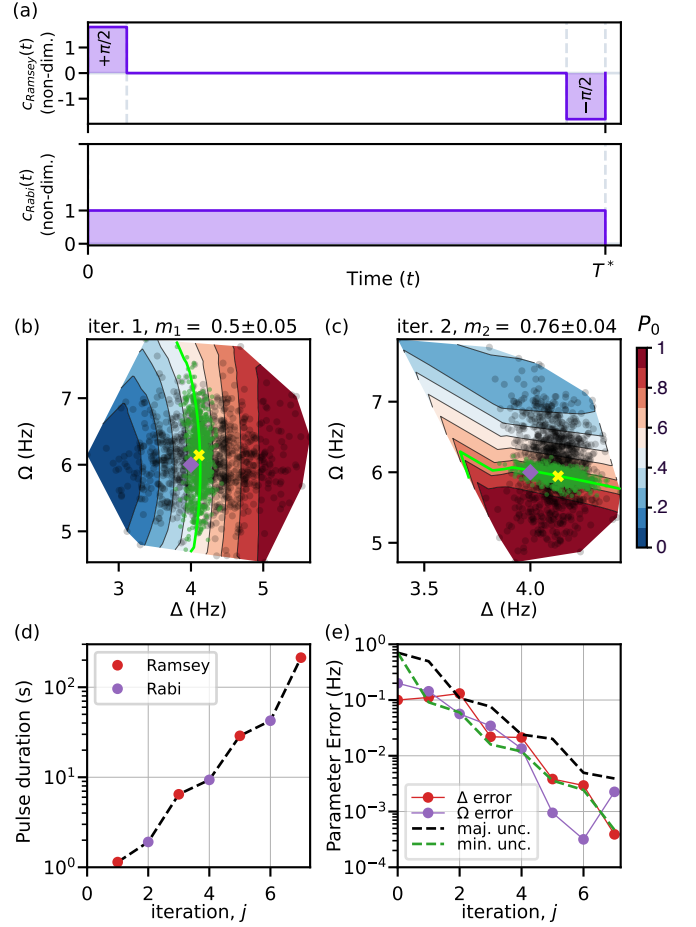 (a)
c_Ramsey(t)
(non-dim.)
1
0
-1
+π/2
−π/2
c_Rabi(t)
(non-dim.)
1
0
0
Time (t)
T*
(b)
iter. 1, m₁ = 0.5±0.05
(c)
iter. 2, m₂ = 0.76±0.04
P₀
Ω (Hz)
7
6
5
3
4
5
Δ (Hz)
Ω (Hz)
7
6
5
3.5
4.0
Δ (Hz)
1
.8
.6
.4
.2
0
(d)
Pulse duration (s)
10²
10¹
10⁰
Ramsey
Rabi
0
2
4
6
iteration, j
(e)
Parameter Error (Hz)
10⁰
10⁻¹
10⁻²
10⁻³
10⁻⁴
Δ error
Ω error
maj. unc.
min. unc.
0
2
4
6
iteration, j